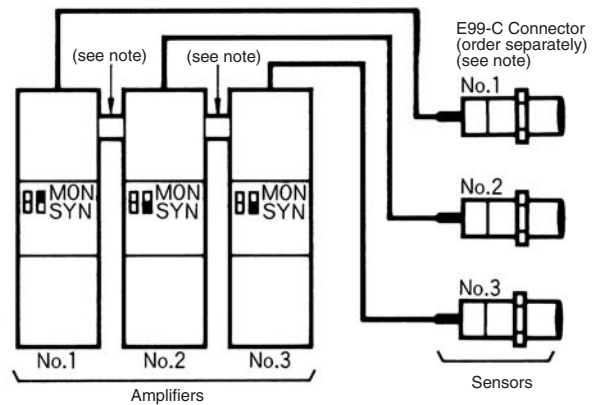 E99-C Connector
(order separately)
(see note)
(see note)
(see note)
No.1
MON
SYN
MON
SYN
MON
SYN
No.2
No.3
No.1
No.2
No.3
Amplifiers
Sensors